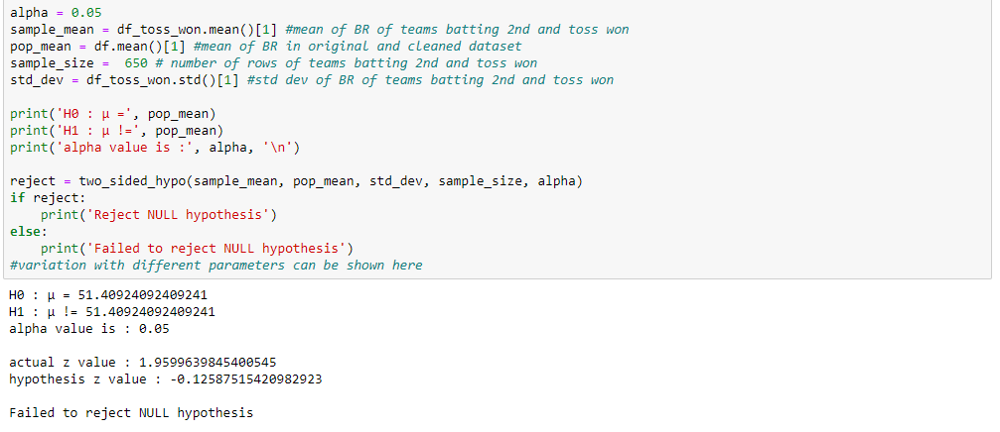 alpha = 0.05
sample_mean = df_toss_won.mean()[1] #mean of BR of teams batting 2nd and toss won
pop_mean = df.mean()[1] #mean of BR in original and cleaned dataset
sample_size =  650 # number of rows of teams batting 2nd and toss won
std_dev = df_toss_won.std()[1] #std dev of BR of teams batting 2nd and toss won

print('H0 : μ =', pop_mean)
print('H1 : μ !=', pop_mean)
print('alpha value is :', alpha, '\n')

reject = two_sided_hypo(sample_mean, pop_mean, std_dev, sample_size, alpha)
if reject:
    print('Reject NULL hypothesis')
else:
    print('Failed to reject NULL hypothesis')
#variation with different parameters can be shown here

H0 : μ = 51.40924092409241
H1 : μ != 51.40924092409241
alpha value is : 0.05

actual z value : 1.9599639845400545
hypothesis z value : -0.12587515420982923

Failed to reject NULL hypothesis